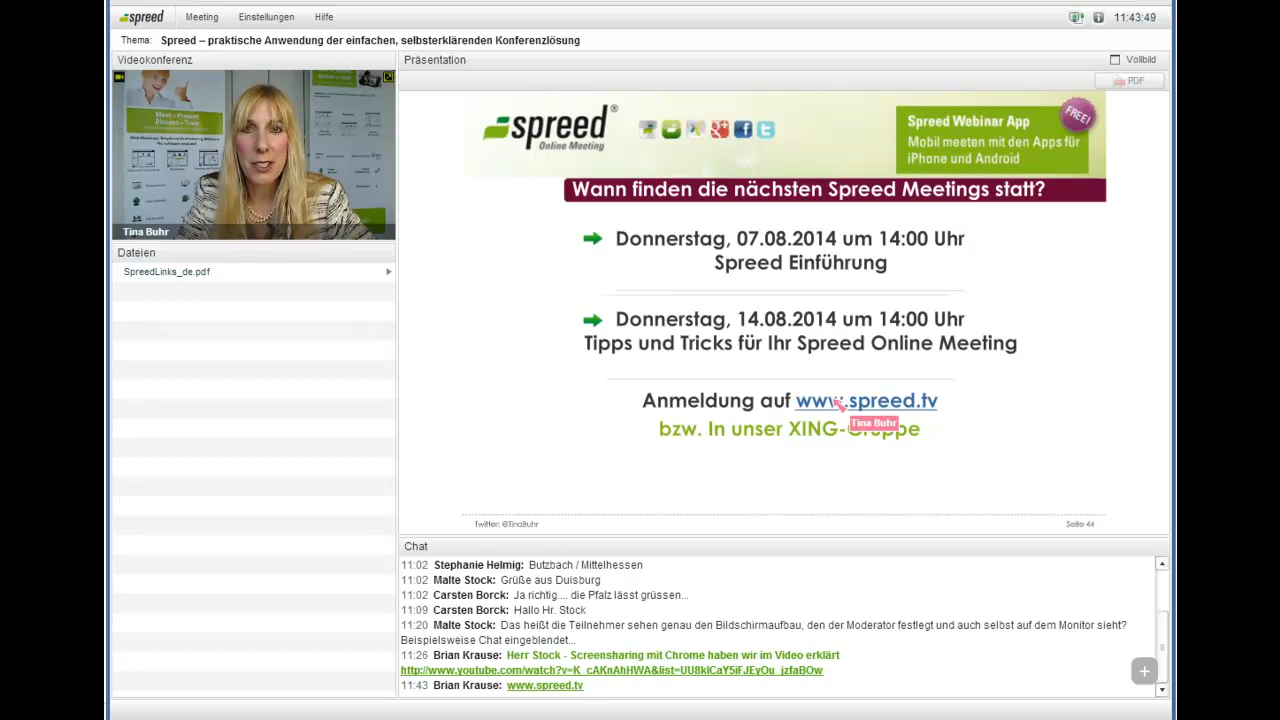 spreed Meeting Einstellungen Hilfe 11:43:49
Thema: Spreed – praktische Anwendung der einfachen, selbsterklärenden Konferenzlösung
Videokonferenz
Tina Buhr
Dateien
SpreedLinks_de.pdf
Präsentation Vollbild
PDF
spreed®
Online Meeting
FREE!
Spreed Webinar App
Mobil meeten mit den Apps für
iPhone und Android
Wann finden die nächsten Spreed Meetings statt?
Donnerstag, 07.08.2014 um 14:00 Uhr
Spreed Einführung
Donnerstag, 14.08.2014 um 14:00 Uhr
Tipps und Tricks für Ihr Spreed Online Meeting
Anmeldung auf www.spreed.tv
Tina Buhr
bzw. In unser XING-Gruppe
Twitter: @TinaBuhr Seite 44
Chat
11:02 Stephanie Helmig: Butzbach / Mittelhessen
11:02 Malte Stock: Grüße aus Duisburg
11:02 Carsten Borck: Ja richtig.... die Pfalz lässt grüssen...
11:09 Carsten Borck: Hallo Hr. Stock
11:20 Malte Stock: Das heißt die Teilnehmer sehen genau den Bildschirmaufbau, den der Moderator festlegt und auch selbst auf dem Monitor sieht?
Beispielsweise Chat eingeblendet...
11:26 Brian Krause: Herr Stock - Screensharing mit Chrome haben wir im Video erklärt
http://www.youtube.com/watch?v=K_cAKnAhHWA&list=UU8klCaY5iFJEyOu_jzfaBOw
11:43 Brian Krause: www.spreed.tv